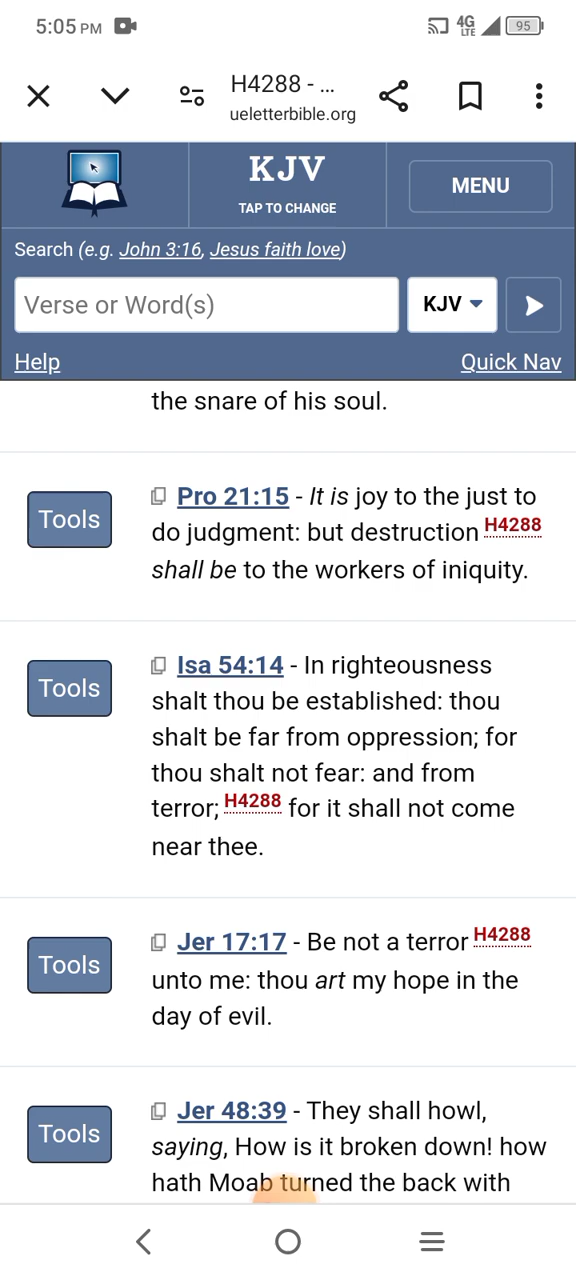 5:05 PM 4G LTE 95
H4288 - ...
ueletterbible.org
KJV
TAP TO CHANGE
MENU
Search (e.g. John 3:16, Jesus faith love)
Verse or Word(s)
KJV
Help
Quick Nav
the snare of his soul.
Tools
Pro 21:15 - It is joy to the just to
do judgment: but destruction H4288
shall be to the workers of iniquity.
Tools
Isa 54:14 - In righteousness
shalt thou be established: thou
shalt be far from oppression; for
thou shalt not fear: and from
terror; H4288 for it shall not come
near thee.
Tools
Jer 17:17 - Be not a terror H4288
unto me: thou art my hope in the
day of evil.
Tools
Jer 48:39 - They shall howl,
saying, How is it broken down! how
hath Moab turned the back with